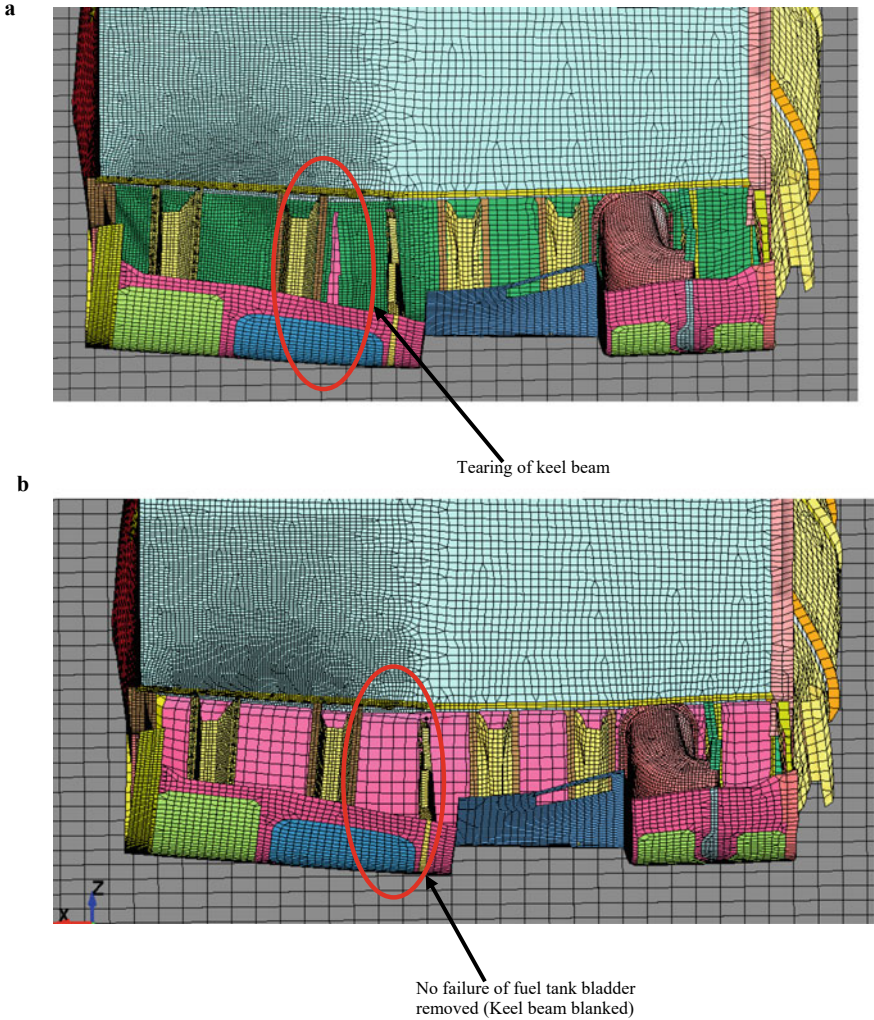 a
Tearing of keel beam
b
Z
X
No failure of fuel tank bladder
removed (Keel beam blanked)